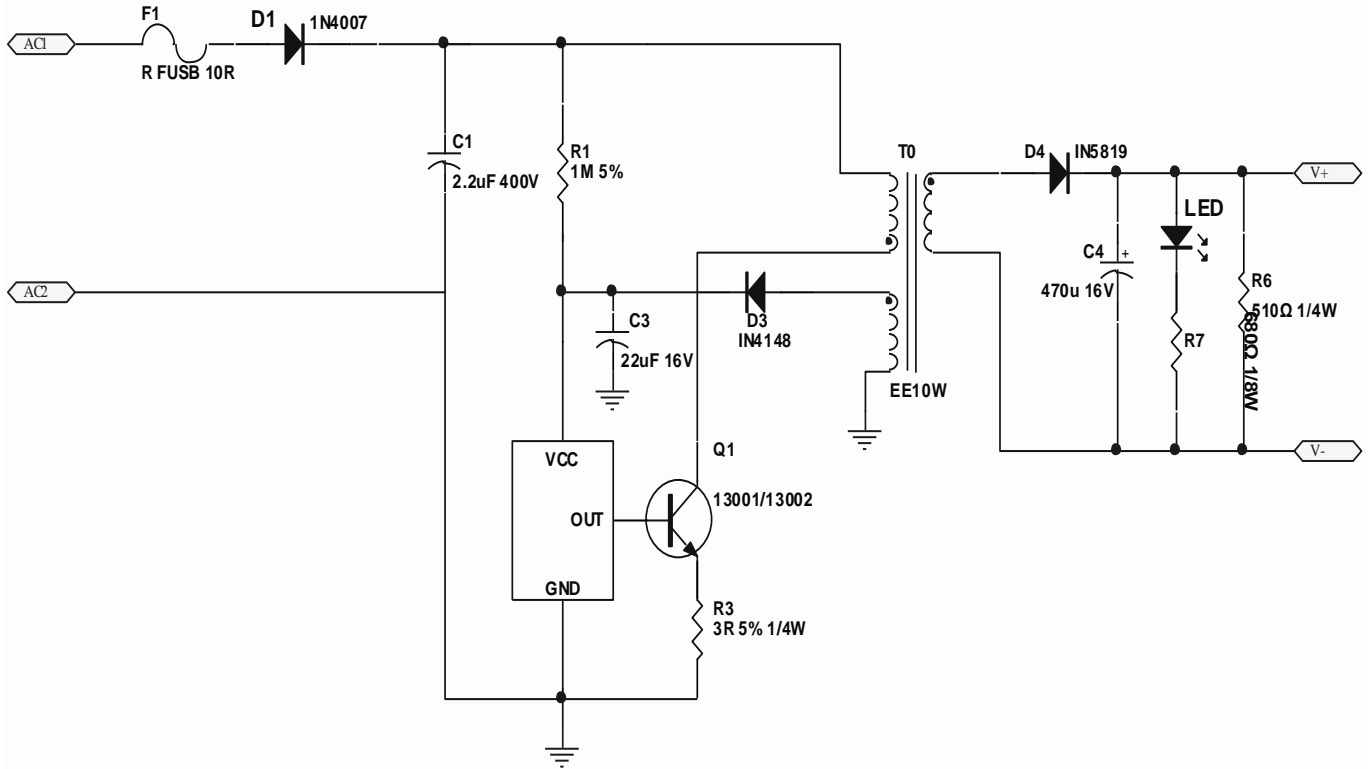 F1
D1
1N4007
AC1
R FUSB 10R
C1
2.2uF 400V
R1
1M 5%
T0
D4
IN5819
V+
LED
C4
+
470u 16V
R6
510Ω 1/4W
680Ω 1/8W
R7
AC2
C3
22uF 16V
D3
IN4148
EE10W
V-
VCC
OUT
GND
Q1
13001/13002
R3
3R 5% 1/4W